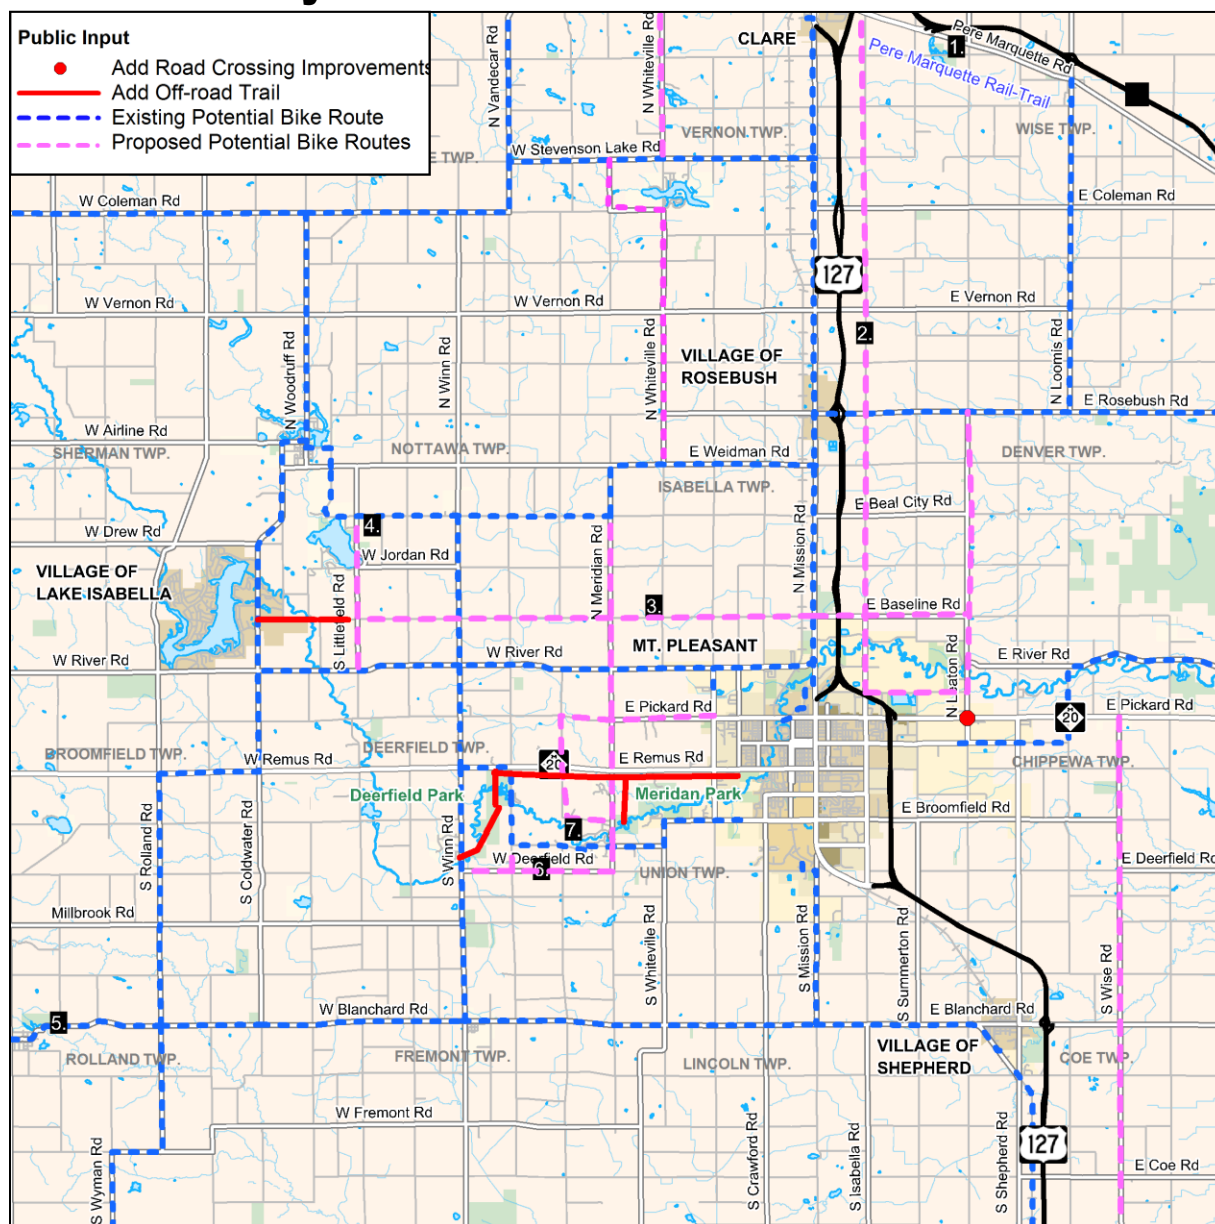 Public Input
Add Road Crossing Improvements
Add Off-road Trail
Existing Potential Bike Route
Proposed Potential Bike Routes
N Vandecar Rd
N Whiteville Rd
CLARE
1.
Pere Marquette Rd
Pere Marquette Rail-Trail
VERNON TWP.
WISE TWP.
E TWP.
W Stevenson Lake Rd
W Coleman Rd
E Coleman Rd
127
W Vernon Rd
W Vernon Rd
E Vernon Rd
N Woodruff Rd
N Winn Rd
N Whiteville Rd
2.
VILLAGE OF
ROSEBUSH
N Loomis Rd
E Rosebush Rd
W Airline Rd
SHERMAN TWP.
NOTTAWA TWP.
E Weidman Rd
DENVER TWP.
ISABELLA TWP.
E Beal City Rd
4.
W Drew Rd
W Jordan Rd
N Meridian Rd
N Mission Rd
VILLAGE OF
LAKE ISABELLA
S Littlefield Rd
3.
E Baseline Rd
MT. PLEASANT
W River Rd
W River Rd
E River Rd
N Leaton Rd
E Pickard Rd
M
20
E Pickard Rd
BROOMFIELD TWP.
W Remus Rd
DEERFIELD TWP.
20
E Remus Rd
CHIPPEWA TWP.
Deerfield Park
Meridan Park
E Broomfield Rd
S Rolland Rd
S Coldwater Rd
S Winn Rd
7.
W Deerfield Rd
6.
UNION TWP.
E Deerfield Rd
Millbrook Rd
S Whiteville Rd
S Mission Rd
S Summerton Rd
S Wise Rd
5.
W Blanchard Rd
E Blanchard Rd
ROLLAND TWP.
FREMONT TWP.
LINCOLN TWP.
VILLAGE OF
SHEPHERD
COE TWP.
W Fremont Rd
S Wyman Rd
S Crawford Rd
S Isabella Rd
S Shepherd Rd
127
E Coe Rd